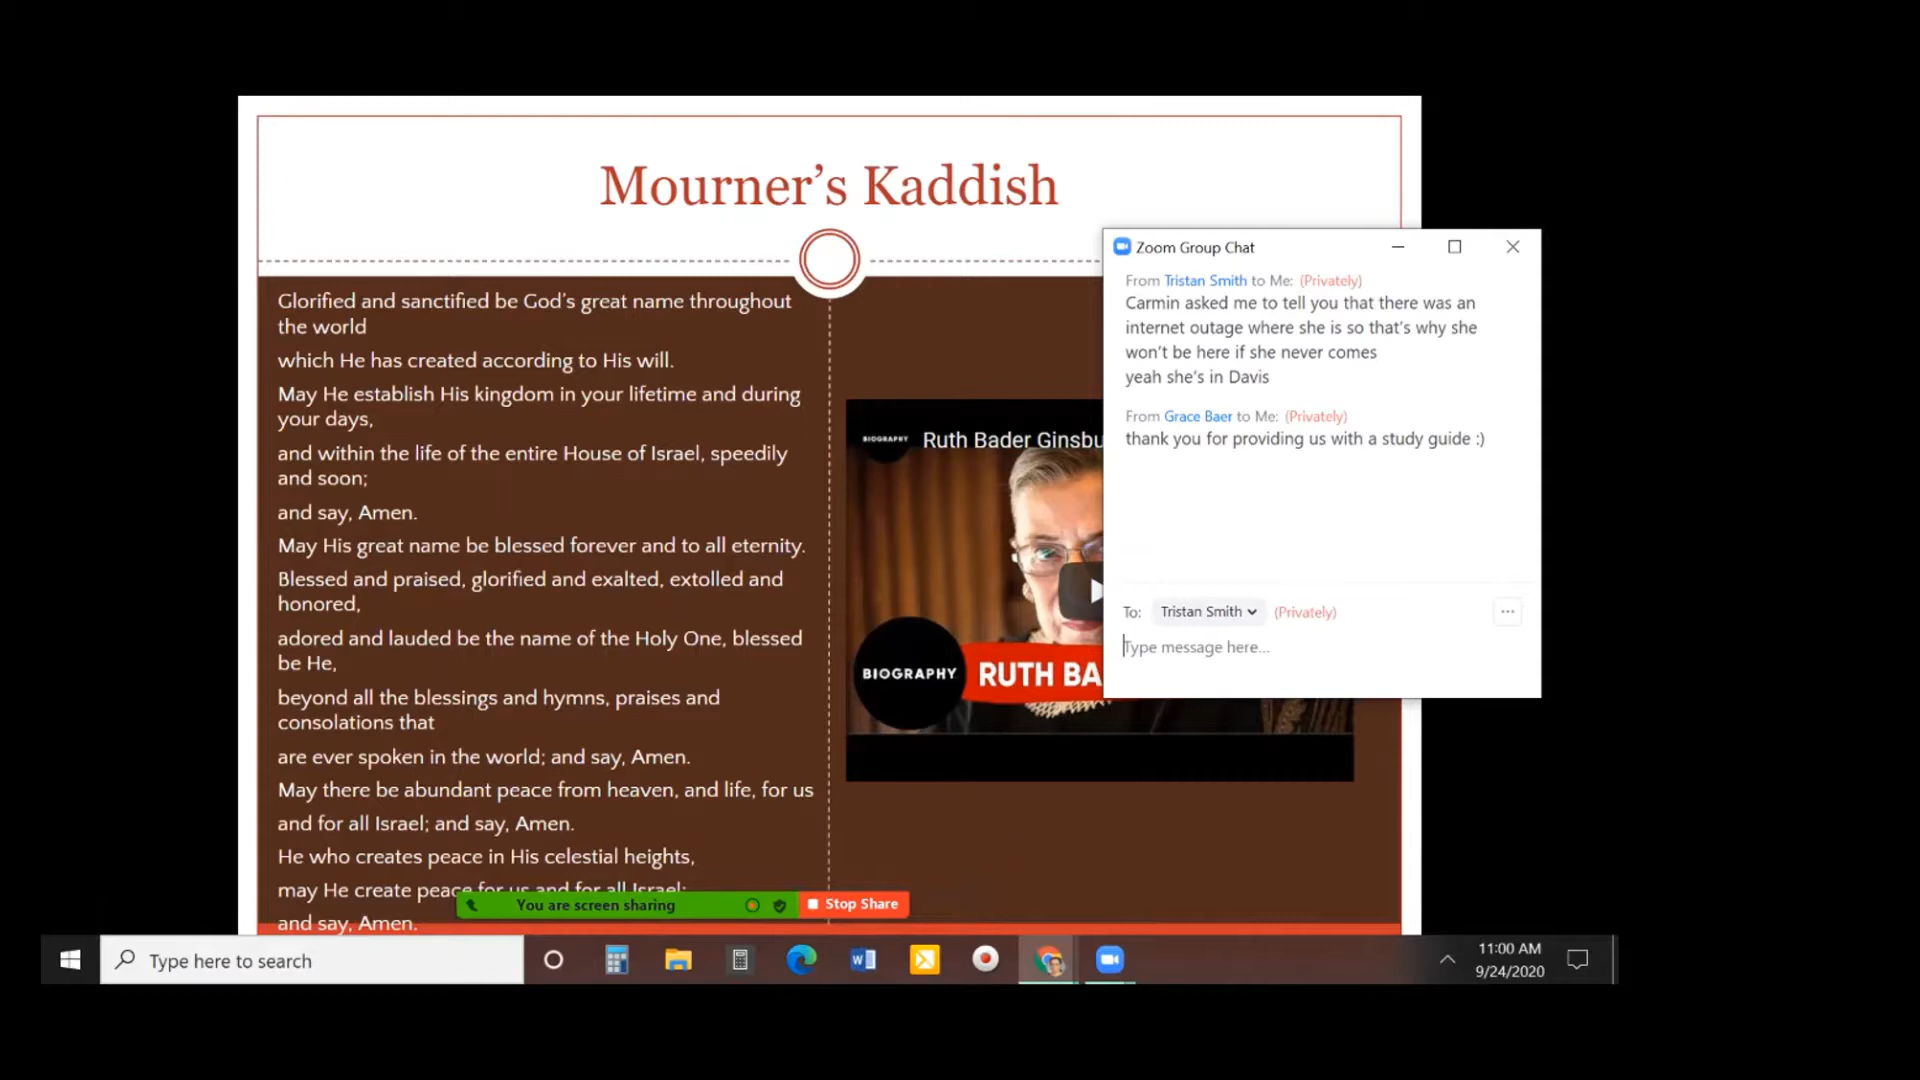 Mourner's Kaddish
Glorified and sanctified be God's great name throughout
the world
which He has created according to His will.
May He establish His kingdom in your lifetime and during
your days,
and within the life of the entire House of Israel, speedily
and soon;
and say, Amen.
May His great name be blessed forever and to all eternity.
Blessed and praised, glorified and exalted, extolled and
honored,
adored and lauded be the name of the Holy One, blessed
be He,
beyond all the blessings and hymns, praises and
consolations that
are ever spoken in the world; and say, Amen.
May there be abundant peace from heaven, and life, for us
and for all Israel; and say, Amen.
He who creates peace in His celestial heights,
may He create peace for us and for all Israel;
and say, Amen.
BIOGRAPHY Ruth Bader Ginsbu
BIOGRAPHY RUTH BA
Zoom Group Chat
From Tristan Smith to Me: (Privately)
Carmin asked me to tell you that there was an
internet outage where she is so that's why she
won't be here if she never comes
yeah she's in Davis
From Grace Baer to Me: (Privately)
thank you for providing us with a study guide :)
To: Tristan Smith (Privately)
Type message here...
You are screen sharing Stop Share
Type here to search
11:00 AM
9/24/2020